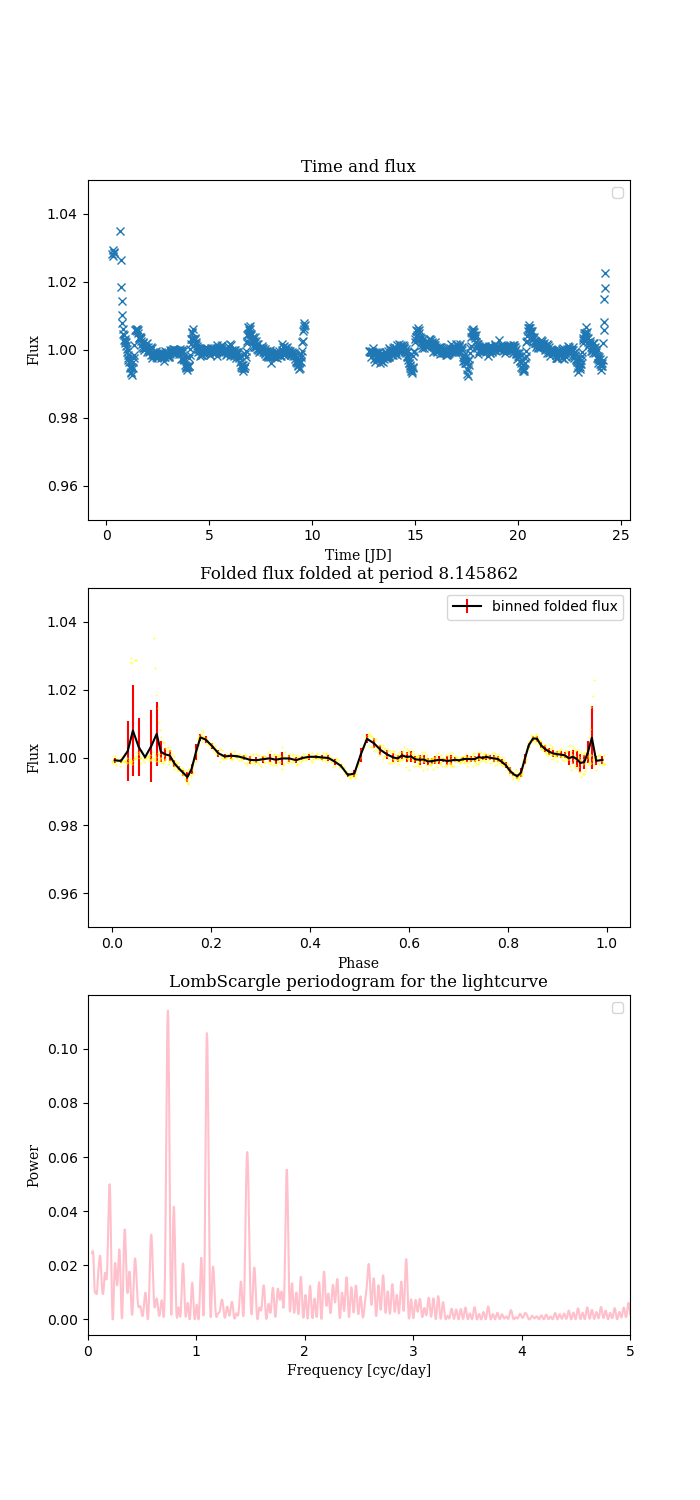 Time and flux
1.04
1.02
1.00
0.98
0.96
Flux
0 5 10 15 20 25
Time [JD]
Folded flux folded at period 8.145862
binned folded flux
1.04
1.02
1.00
0.98
0.96
Flux
0.0 0.2 0.4 0.6 0.8 1.0
Phase
LombScargle periodogram for the lightcurve
0.10
0.08
0.06
0.04
0.02
0.00
Power
0 1 2 3 4 5
Frequency [cyc/day]